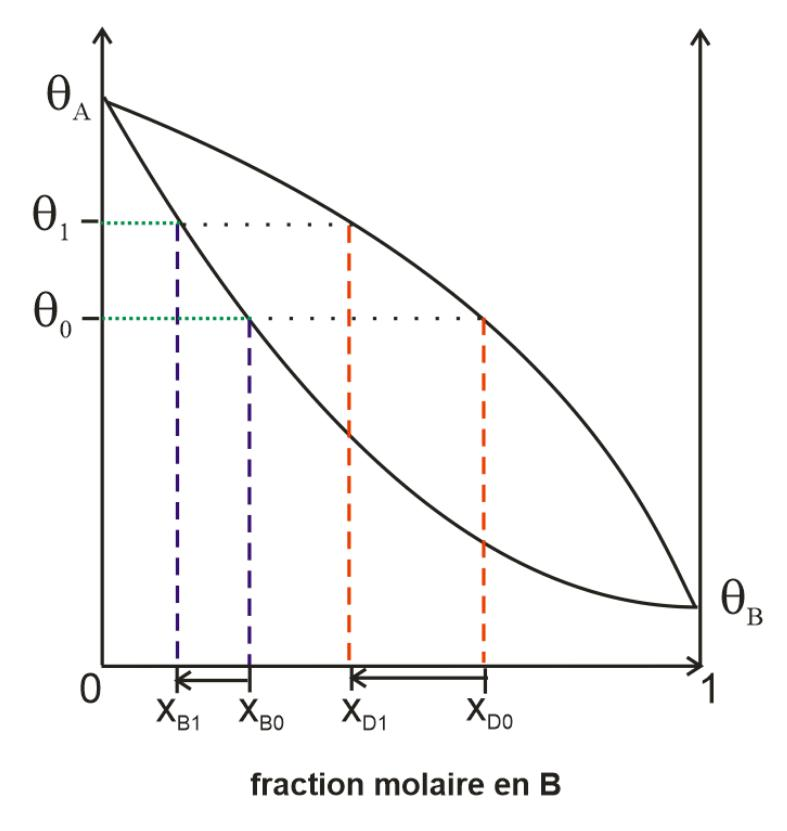 θA
θ1
θ0
θB
0
1
XB1
XB0
XD1
XD0
fraction molaire en B